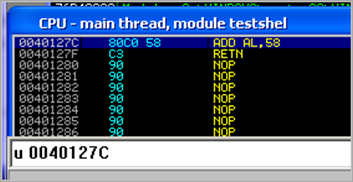 CPU - main thread, module testshel
0040127C 80C0 58 ADD AL,58
0040127F C3 RETN
00401280 90 NOP
00401281 90 NOP
00401282 90 NOP
00401283 90 NOP
00401284 90 NOP
00401285 90 NOP
00401286 90 NOP
u 0040127C